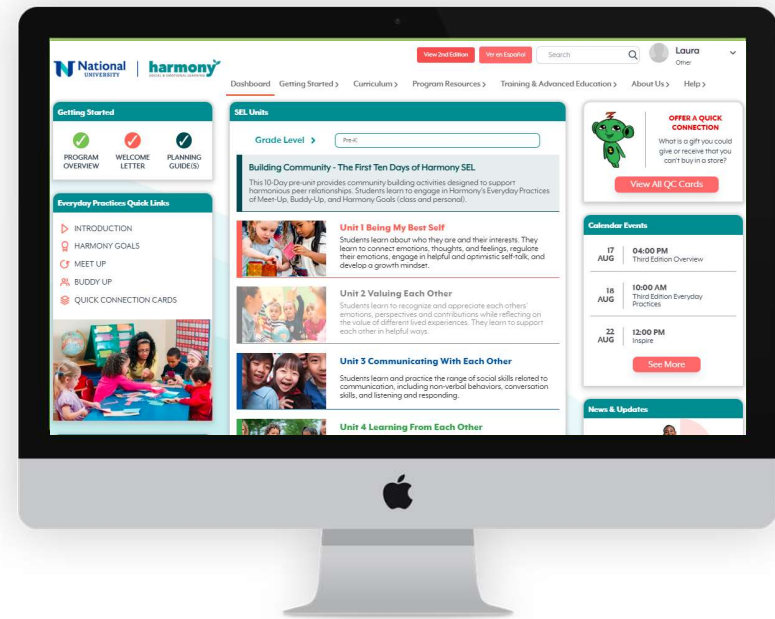 View 2nd Edition
Ver en Español
Search
Laura
Other
National
UNIVERSITY
harmony
SOCIAL & EMOTIONAL LEARNING
Dashboard
Getting Started >
Curriculum >
Program Resources >
Training & Advanced Education >
About Us >
Help >
Getting Started
PROGRAM
OVERVIEW
WELCOME
LETTER
PLANNING
GUIDE(S)
Everyday Practices Quick Links
INTRODUCTION
HARMONY GOALS
MEET UP
BUDDY UP
QUICK CONNECTION CARDS
SEL Units
Grade Level >
Pre-K
Building Community - The First Ten Days of Harmony SEL
This 10-Day pre-unit provides community building activities designed to support
harmonious peer relationships. Students learn to engage in Harmony's Everyday Practices
of Meet-Up, Buddy-Up, and Harmony Goals (class and personal).
Unit 1 Being My Best Self
Students learn about who they are and their interests. They
learn to connect emotions, thoughts, and feelings, regulate
their emotions, engage in helpful and optimistic self-talk, and
develop a growth mindset.
Unit 2 Valuing Each Other
Students learn to recognize and appreciate each others'
emotions, perspectives and contributions while reflecting on
the value of different lived experiences. They learn to support
each other in helpful ways.
Unit 3 Communicating With Each Other
Students learn and practice the range of social skills related to
communication, including non-verbal behaviors, conversation
skills, and listening and responding.
Unit 4 Learning From Each Other
OFFER A QUICK
CONNECTION
What is a gift you could
give or receive that you
can't buy in a store?
View All QC Cards
Calendar Events
17
AUG
04:00 PM
Third Edition Overview
18
AUG
10:00 AM
Third Edition Everyday
Practices
22
AUG
12:00 PM
Inspire
See More
News & Updates